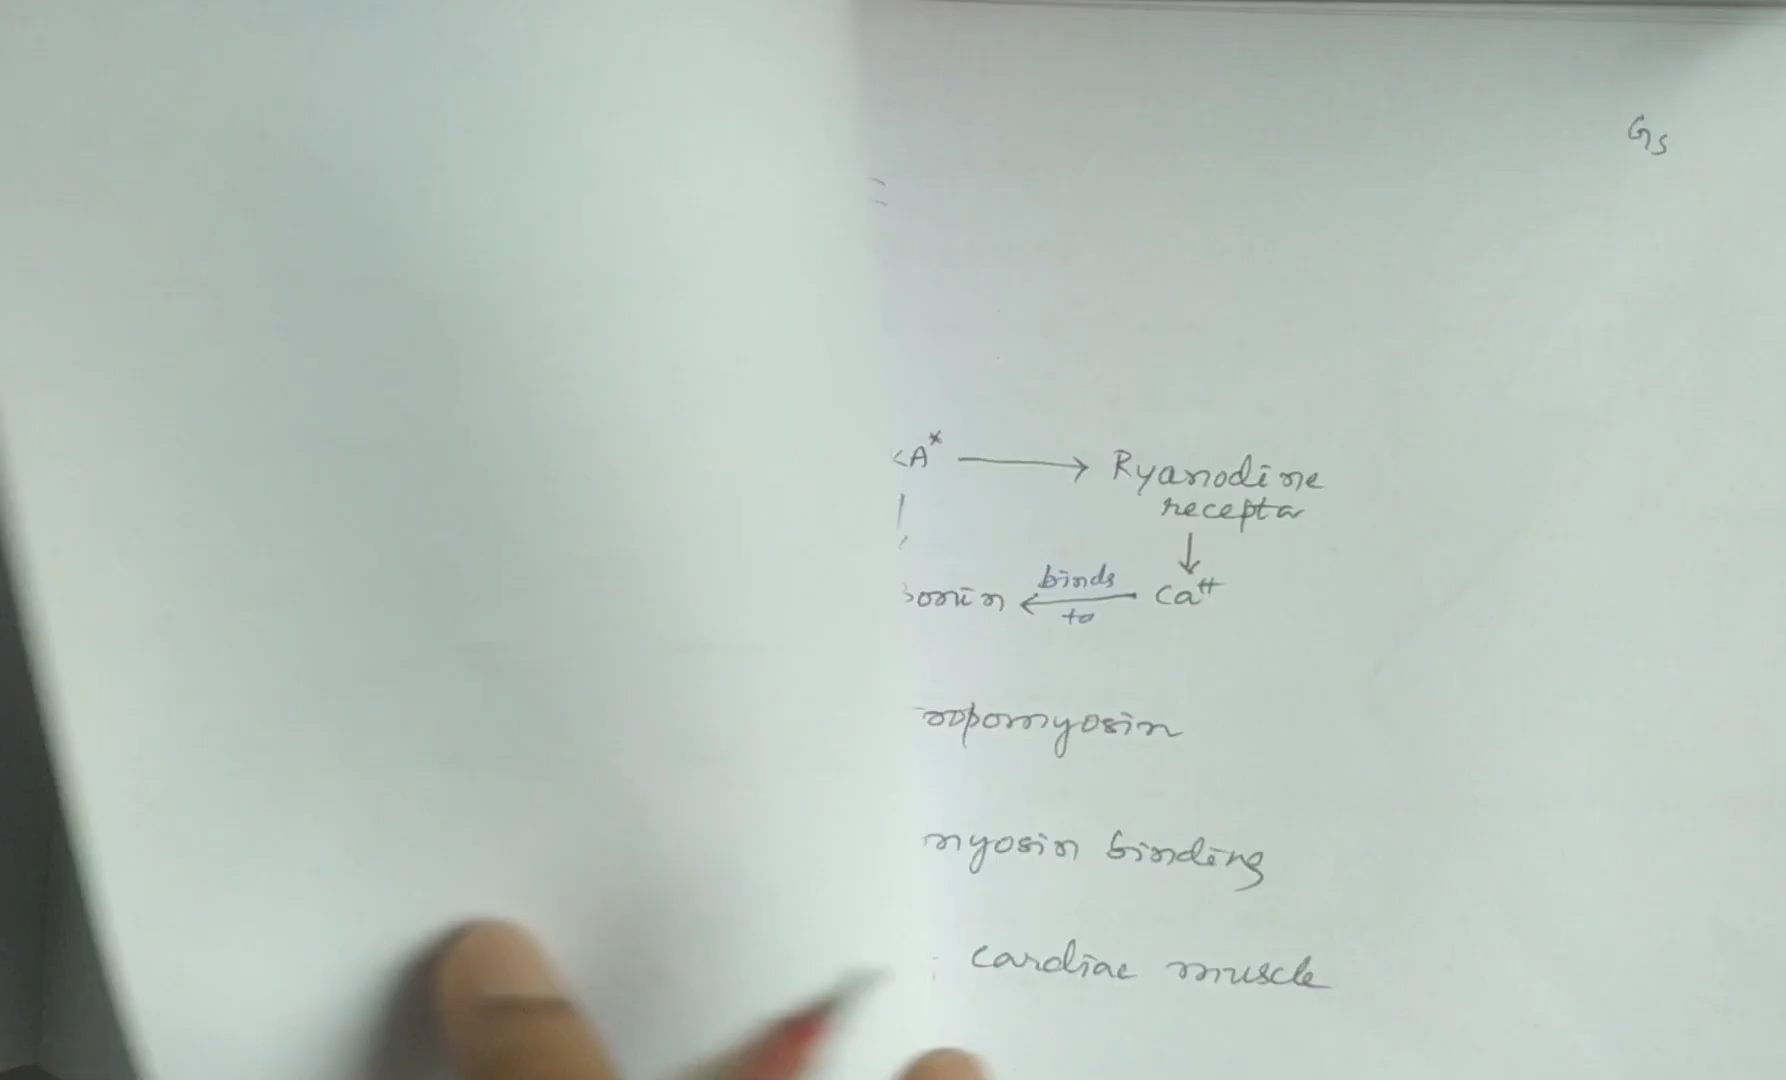 Gs
A* → Ryanodine
receptor
↓
binds
← Ca++
to
myosin binding
cardiac muscle